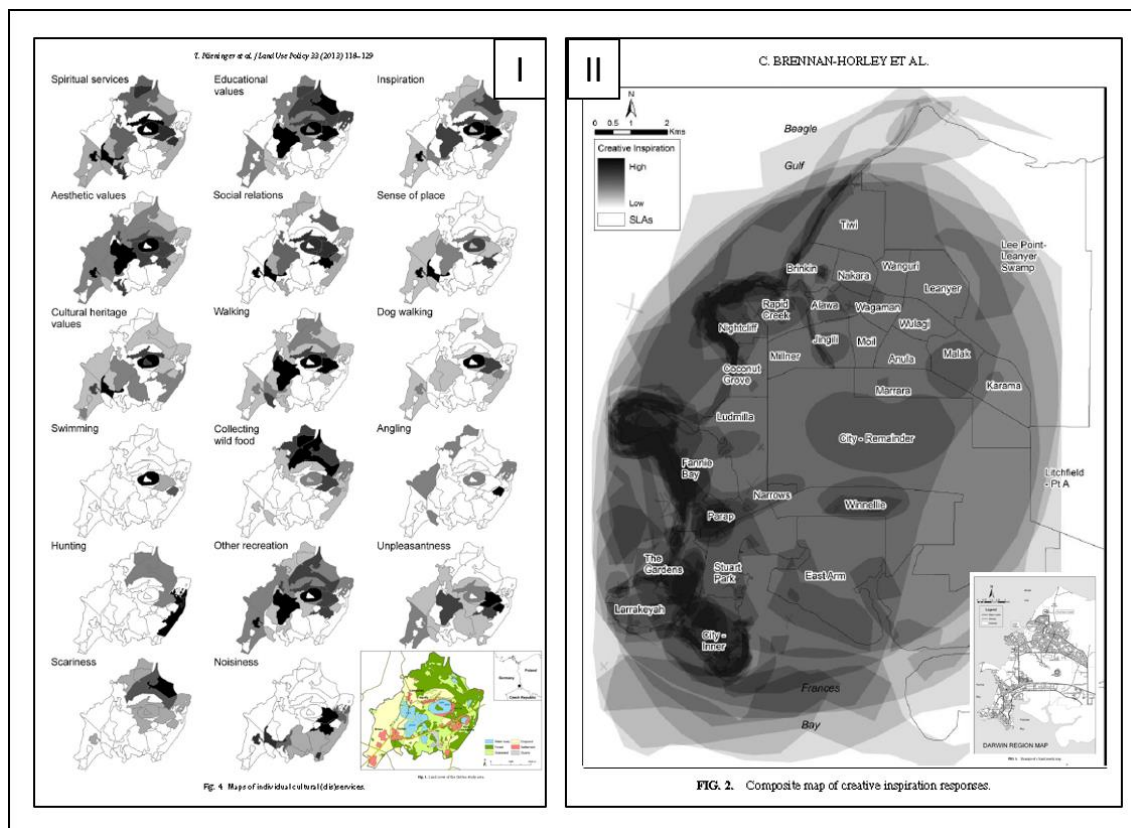 T. Plieninger et al. / Land Use Policy 33 (2013) 118–129
I
Spiritual services
Educational values
Inspiration
Aesthetic values
Social relations
Sense of place
Cultural heritage values
Walking
Dog walking
Swimming
Collecting wild food
Angling
Hunting
Other recreation
Unpleasantness
Scariness
Noisiness
Germany
Poland
Czech Republic
Fig. 4 Maps of individual cultural (dis)services.
II
C. BRENNAN-HORLEY ET AL.
N
0 0.5 1 2
Kms
Creative Inspiration
High
Low
SLAs
Beagle
Gulf
Tiwi
Lee Point-
Leanyer
Swamp
Brinkin
Nakara
Wanguri
Leanyer
Rapid
Creek
Alawa
Wagaman
Nightcliff
Wulagi
Jingili
Moil
Millner
Anula
Malak
Coconut
Grove
Karama
Marrara
Ludmilla
City - Remainder
Fannie
Bay
Litchfield
- Pt A
Narrows
Winnellie
Parap
The
Gardens
Stuart
Park
East Arm
Larrakeyah
City -
Inner
Frances
Bay
DARWIN REGION MAP
FIG. 2. Composite map of creative inspiration responses.